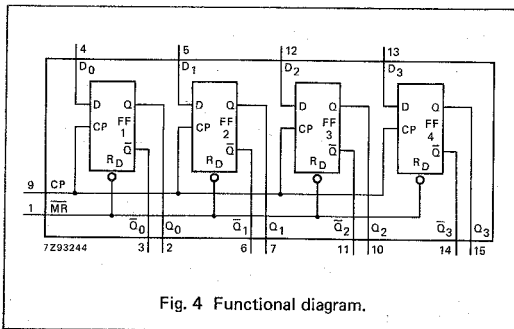 4 5 12 13
D0 D1 D2 D3
D Q D Q D Q D Q
FF FF FF FF
CP 1 CP 2 CP 3 CP 4
Q̅ Q̅ Q̅ Q̅
RD RD RD RD
9 CP
1 M̅R̅
Q̅0 Q0 Q̅1 Q1 Q̅2 Q2 Q̅3 Q3
7Z93244 3 2 6 7 11 10 14 15
Fig. 4 Functional diagram.